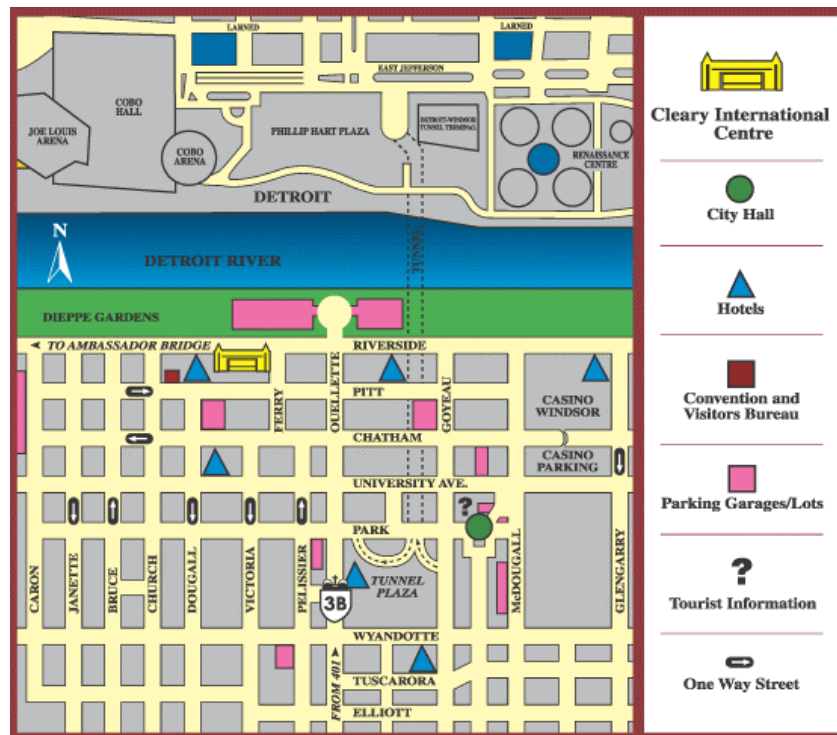 LARNED
LARNED
EAST JEFFERSON
COBO
HALL
JOE LOUIS
ARENA
COBO
ARENA
PHILLIP HART PLAZA
DETROIT-WINDSOR
TUNNEL TERMINAL
RENAISSANCE
CENTRE
DETROIT
N
DETROIT RIVER
TUNNEL
DIEPPE GARDENS
TO AMBASSADOR BRIDGE
RIVERSIDE
PITT
FERRY
OUELLETTE
GOYEAU
CASINO
WINDSOR
CHATHAM
CASINO
PARKING
UNIVERSITY AVE.
?
PARK
CARON
JANETTE
BRUCE
CHURCH
DOUGALL
VICTORIA
PELISSIER
TUNNEL
PLAZA
McDOUGALL
GLENGARRY
3B
WYANDOTTE
FROM 401
TUSCARORA
ELLIOTT
Cleary International
Centre
City Hall
Hotels
Convention and
Visitors Bureau
Parking Garages/Lots
?
Tourist Information
One Way Street